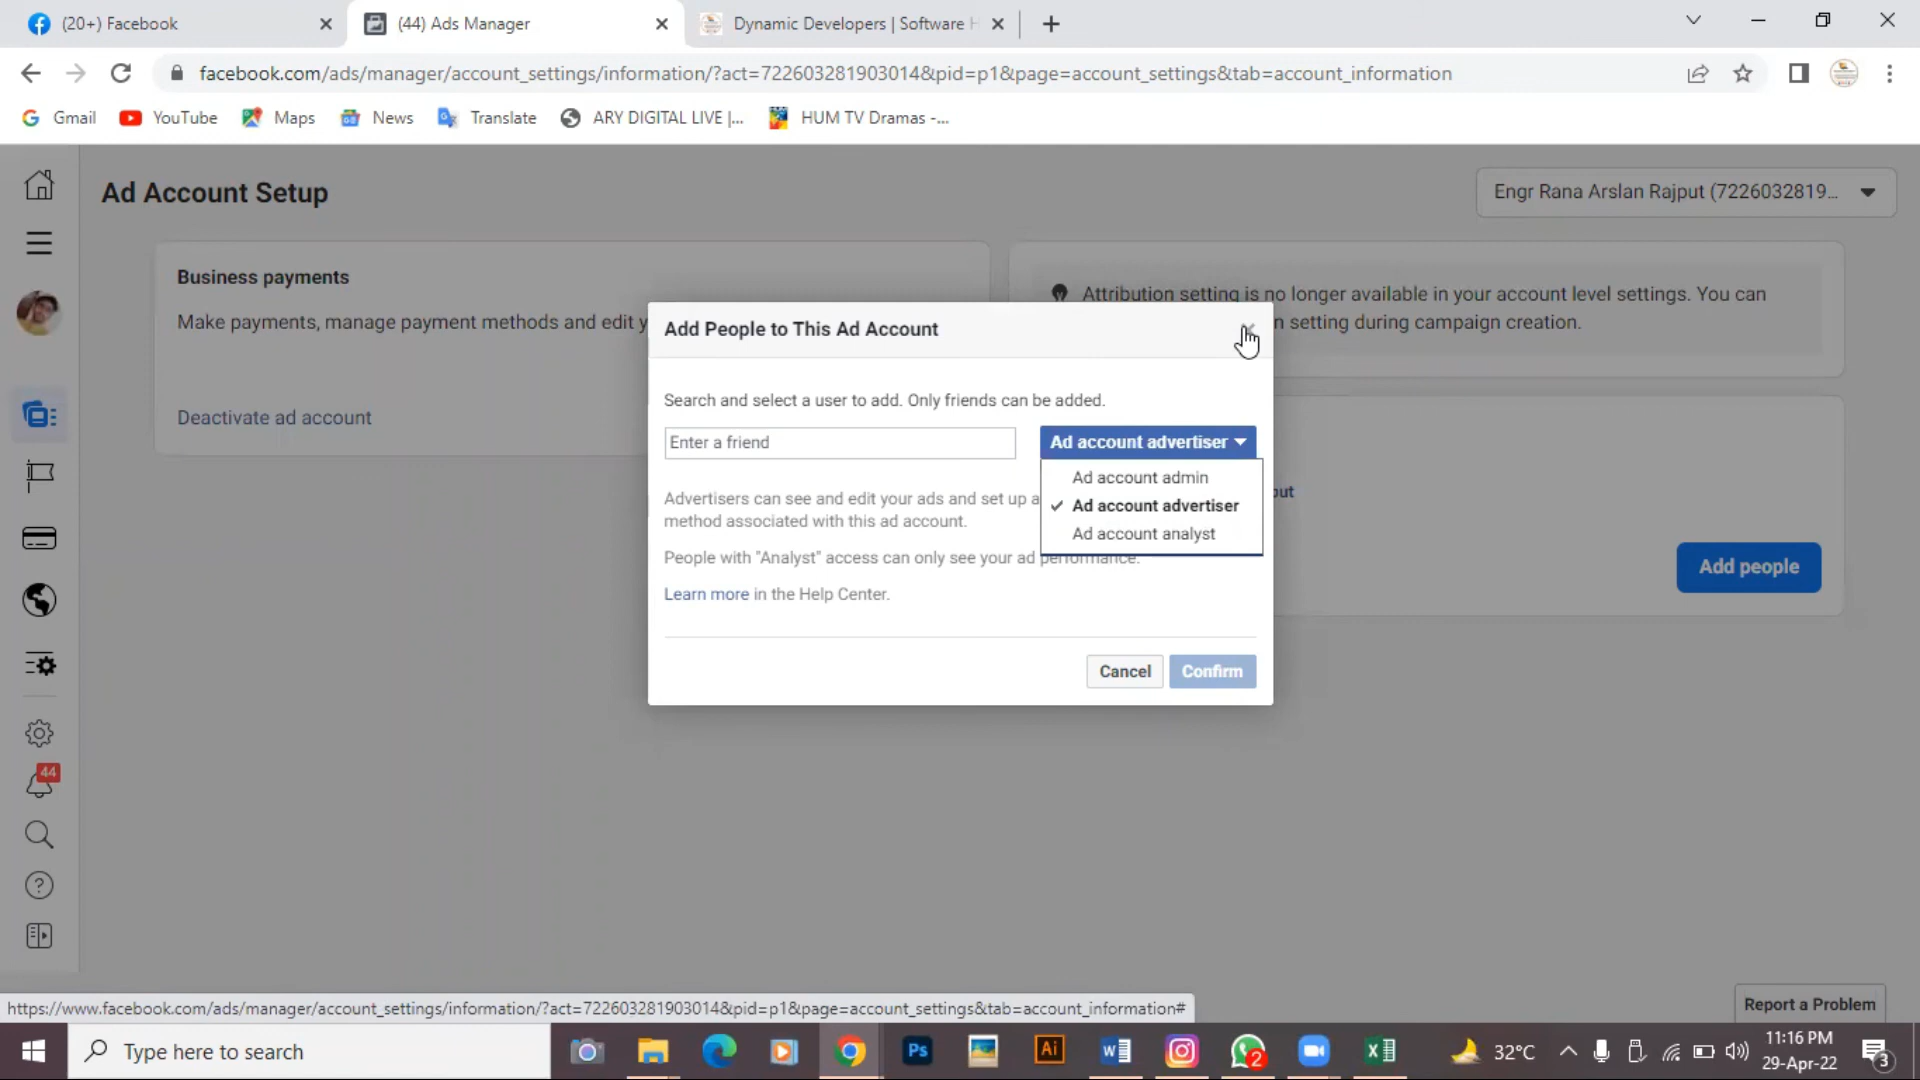 (20+) Facebook
(44) Ads Manager
Dynamic Developers | Software H
facebook.com/ads/manager/account_settings/information/?act=722603281903014&pid=p1&page=account_settings&tab=account_information
Gmail
YouTube
Maps
News
Translate
ARY DIGITAL LIVE |...
HUM TV Dramas -...
Ad Account Setup
Engr Rana Arslan Rajput (7226032819...
Business payments
Make payments, manage payment methods and edit y
Deactivate ad account
Attribution setting is no longer available in your account level settings. You can
n setting during campaign creation.
Add People to This Ad Account
Search and select a user to add. Only friends can be added.
Enter a friend
Ad account advertiser
Ad account admin
Ad account advertiser
Ad account analyst
Advertisers can see and edit your ads and set up a
method associated with this ad account.
People with "Analyst" access can only see your ad performance.
Learn more in the Help Center.
Cancel
Confirm
put
Add people
44
https://www.facebook.com/ads/manager/account_settings/information/?act=722603281903014&pid=p1&page=account_settings&tab=account_information#
Report a Problem
Type here to search
Ps
Ai
2
32°C
11:16 PM
29-Apr-22
3